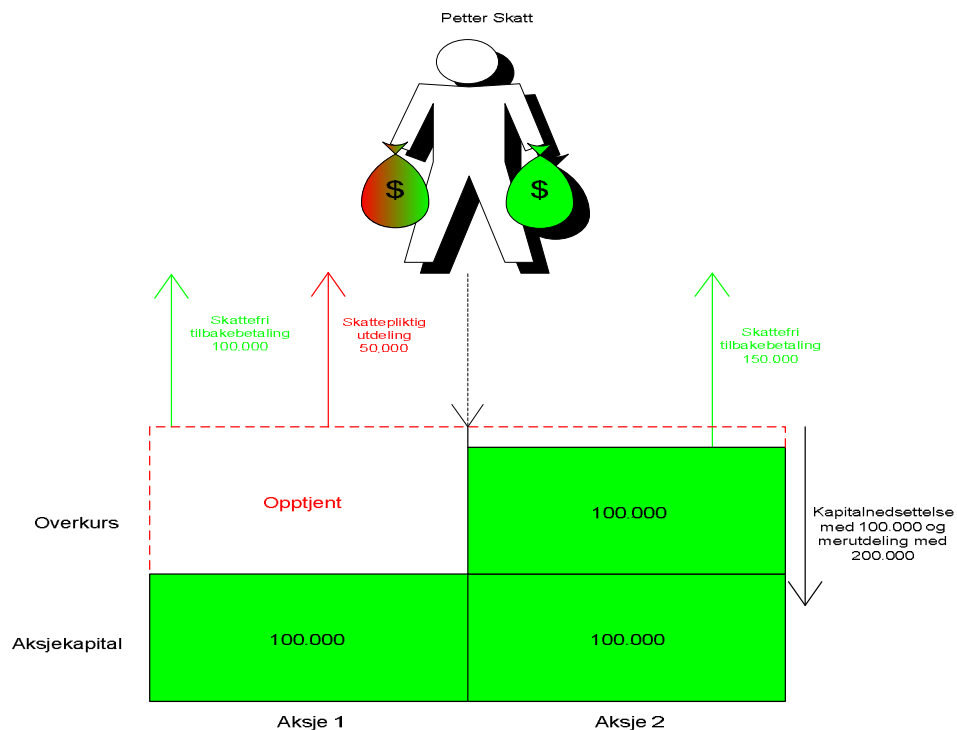 Petter Skatt
$
$
Skattefri
tilbakebetaling
100.000
Skattepliktig
utdeling
50,000
Skattefri
tilbakebetaling
150.000
Opptjent
100.000
Overkurs
Kapitalnedsettelse
med 100.000 og
merutdeling med
200.000
Aksjekapital
100.000
100.000
Aksje 1
Aksje 2